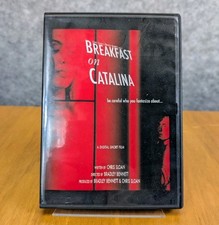 BREAKFAST
on
CATALINA
be careful who you fantasize about...
A DIGITAL SHORT FILM
WRITTEN BY CHRIS SLOAN
DIRECTED BY BRADLEY BENNETT
PRODUCED BY BRADLEY BENNETT & CHRIS SLOAN